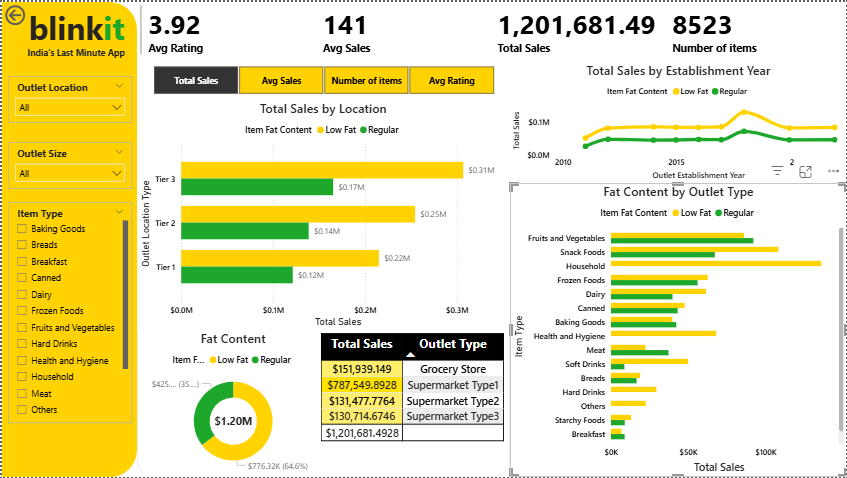 blinkit
India's Last Minute App
Outlet Location
All
Outlet Size
All
Item Type
Baking Goods
Breads
Breakfast
Canned
Dairy
Frozen Foods
Fruits and Vegetables
Hard Drinks
Health and Hygiene
Household
Meat
Others
3.92
Avg Rating
141
Avg Sales
1,201,681.49
Total Sales
8523
Number of items
Total Sales
Avg Sales
Number of items
Avg Rating
Total Sales by Location
Item Fat Content Low Fat Regular
Outlet Location Type
Tier 3
$0.31M
$0.17M
Tier 2
$0.25M
$0.14M
Tier 1
$0.22M
$0.12M
$0.0M $0.1M $0.2M $0.3M
Total Sales
Fat Content
Item F... Low Fat Regular
$425.... (35....)
$1.20M
$776.32K (64.6%)
Total Sales Outlet Type
$151,939.149 Grocery Store
$787,549.8928 Supermarket Type1
$131,477.7764 Supermarket Type2
$130,714.6746 Supermarket Type3
$1,201,681.4928
Total Sales by Establishment Year
Item Fat Content Low Fat Regular
Total Sales
$0.1M
$0.0M
2010 2015 2
Outlet Establishment Year
Fat Content by Outlet Type
Item Fat Content Low Fat Regular
Item Type
Fruits and Vegetables
Snack Foods
Household
Frozen Foods
Dairy
Canned
Baking Goods
Health and Hygiene
Meat
Soft Drinks
Breads
Hard Drinks
Others
Starchy Foods
Breakfast
$0K $50K $100K
Total Sales